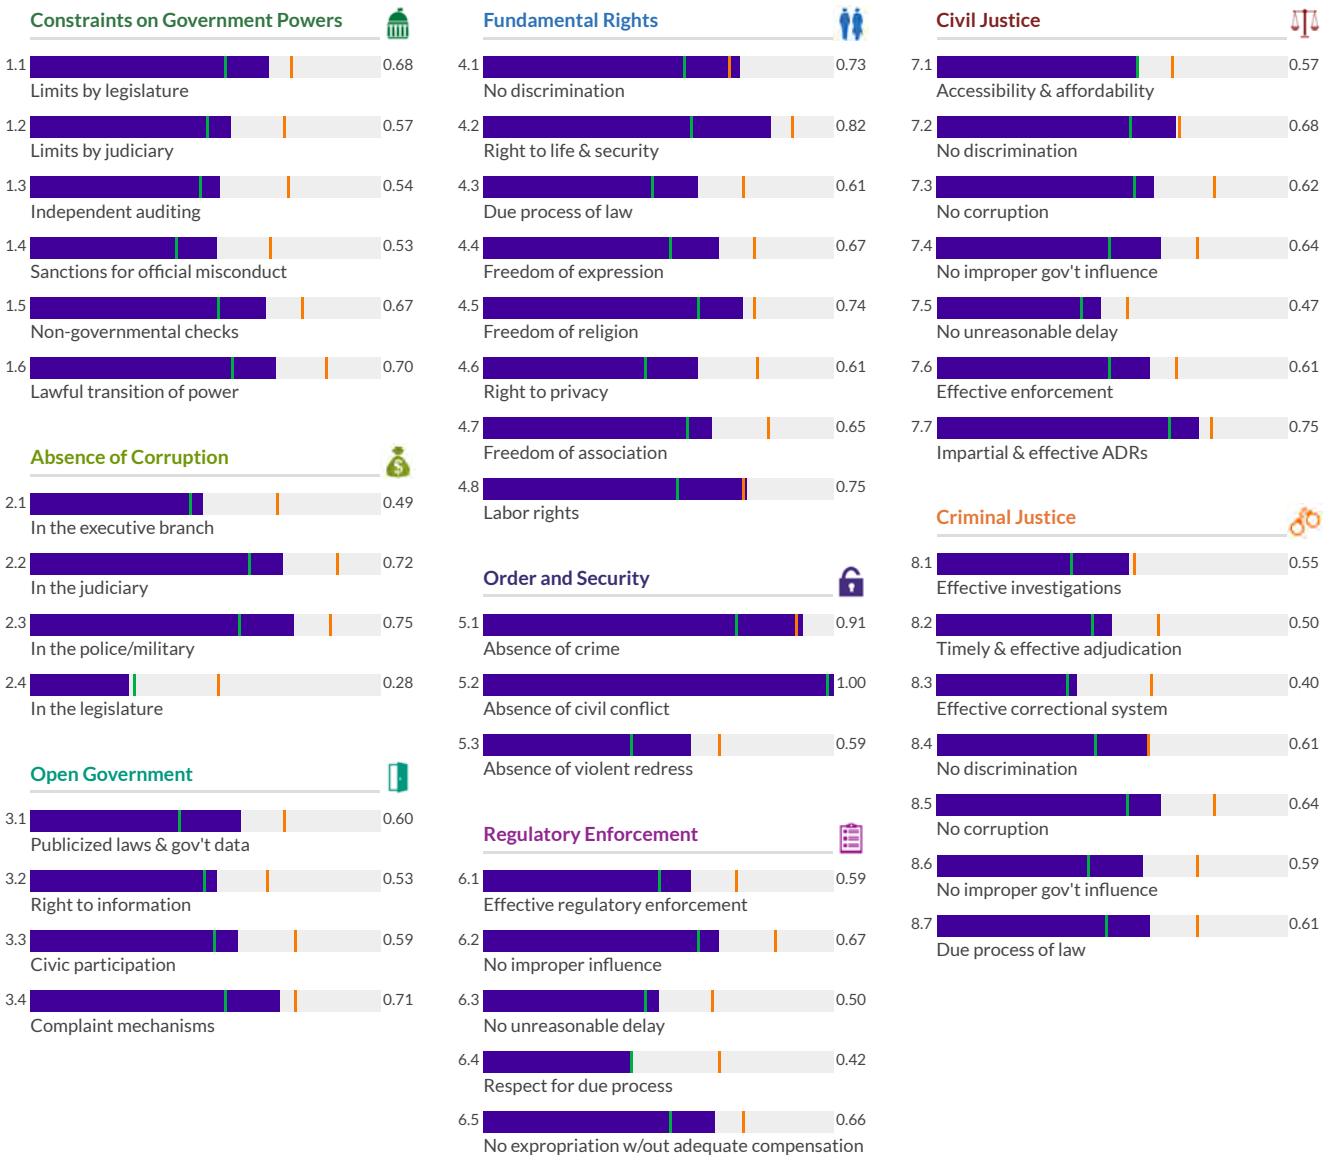 Constraints on Government Powers
1.1 0.68
Limits by legislature
1.2 0.57
Limits by judiciary
1.3 0.54
Independent auditing
1.4 0.53
Sanctions for official misconduct
1.5 0.67
Non-governmental checks
1.6 0.70
Lawful transition of power
Absence of Corruption
2.1 0.49
In the executive branch
2.2 0.72
In the judiciary
2.3 0.75
In the police/military
2.4 0.28
In the legislature
Open Government
3.1 0.60
Publicized laws & gov't data
3.2 0.53
Right to information
3.3 0.59
Civic participation
3.4 0.71
Complaint mechanisms
Fundamental Rights
4.1 0.73
No discrimination
4.2 0.82
Right to life & security
4.3 0.61
Due process of law
4.4 0.67
Freedom of expression
4.5 0.74
Freedom of religion
4.6 0.61
Right to privacy
4.7 0.65
Freedom of association
4.8 0.75
Labor rights
Order and Security
5.1 0.91
Absence of crime
5.2 1.00
Absence of civil conflict
5.3 0.59
Absence of violent redress
Regulatory Enforcement
6.1 0.59
Effective regulatory enforcement
6.2 0.67
No improper influence
6.3 0.50
No unreasonable delay
6.4 0.42
Respect for due process
6.5 0.66
No expropriation w/out adequate compensation
Civil Justice
7.1 0.57
Accessibility & affordability
7.2 0.68
No discrimination
7.3 0.62
No corruption
7.4 0.64
No improper gov't influence
7.5 0.47
No unreasonable delay
7.6 0.61
Effective enforcement
7.7 0.75
Impartial & effective ADRs
Criminal Justice
8.1 0.55
Effective investigations
8.2 0.50
Timely & effective adjudication
8.3 0.40
Effective correctional system
8.4 0.61
No discrimination
8.5 0.64
No corruption
8.6 0.59
No improper gov't influence
8.7 0.61
Due process of law